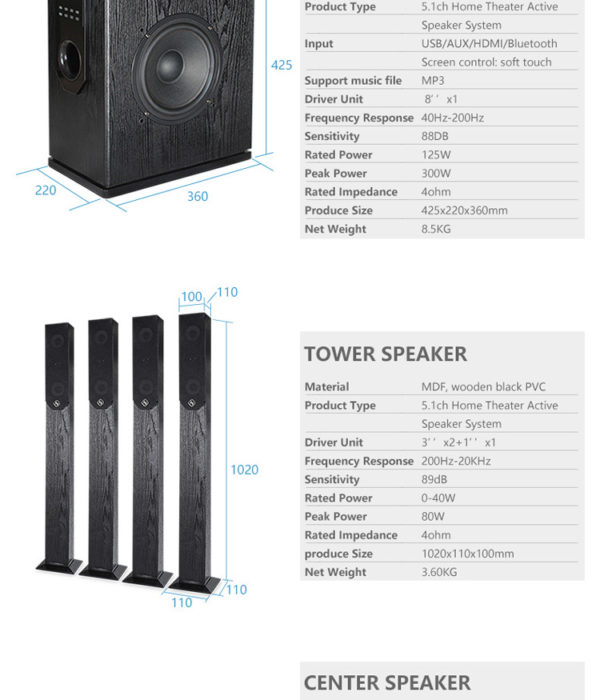 Product Type 5.1ch Home Theater Active
Speaker System
Input USB/AUX/HDMI/Bluetooth
Screen control: soft touch
Support music file MP3
Driver Unit 8'' x1
Frequency Response 40Hz-200Hz
Sensitivity 88DB
Rated Power 125W
Peak Power 300W
Rated Impedance 4ohm
Produce Size 425x220x360mm
Net Weight 8.5KG
425
220
360
100
110
1020
110
110
TOWER SPEAKER
Material MDF, wooden black PVC
Product Type 5.1ch Home Theater Active
Speaker System
Driver Unit 3'' x2+1'' x1
Frequency Response 200Hz-20KHz
Sensitivity 89dB
Rated Power 0-40W
Peak Power 80W
Rated Impedance 4ohm
produce Size 1020x110x100mm
Net Weight 3.60KG
CENTER SPEAKER